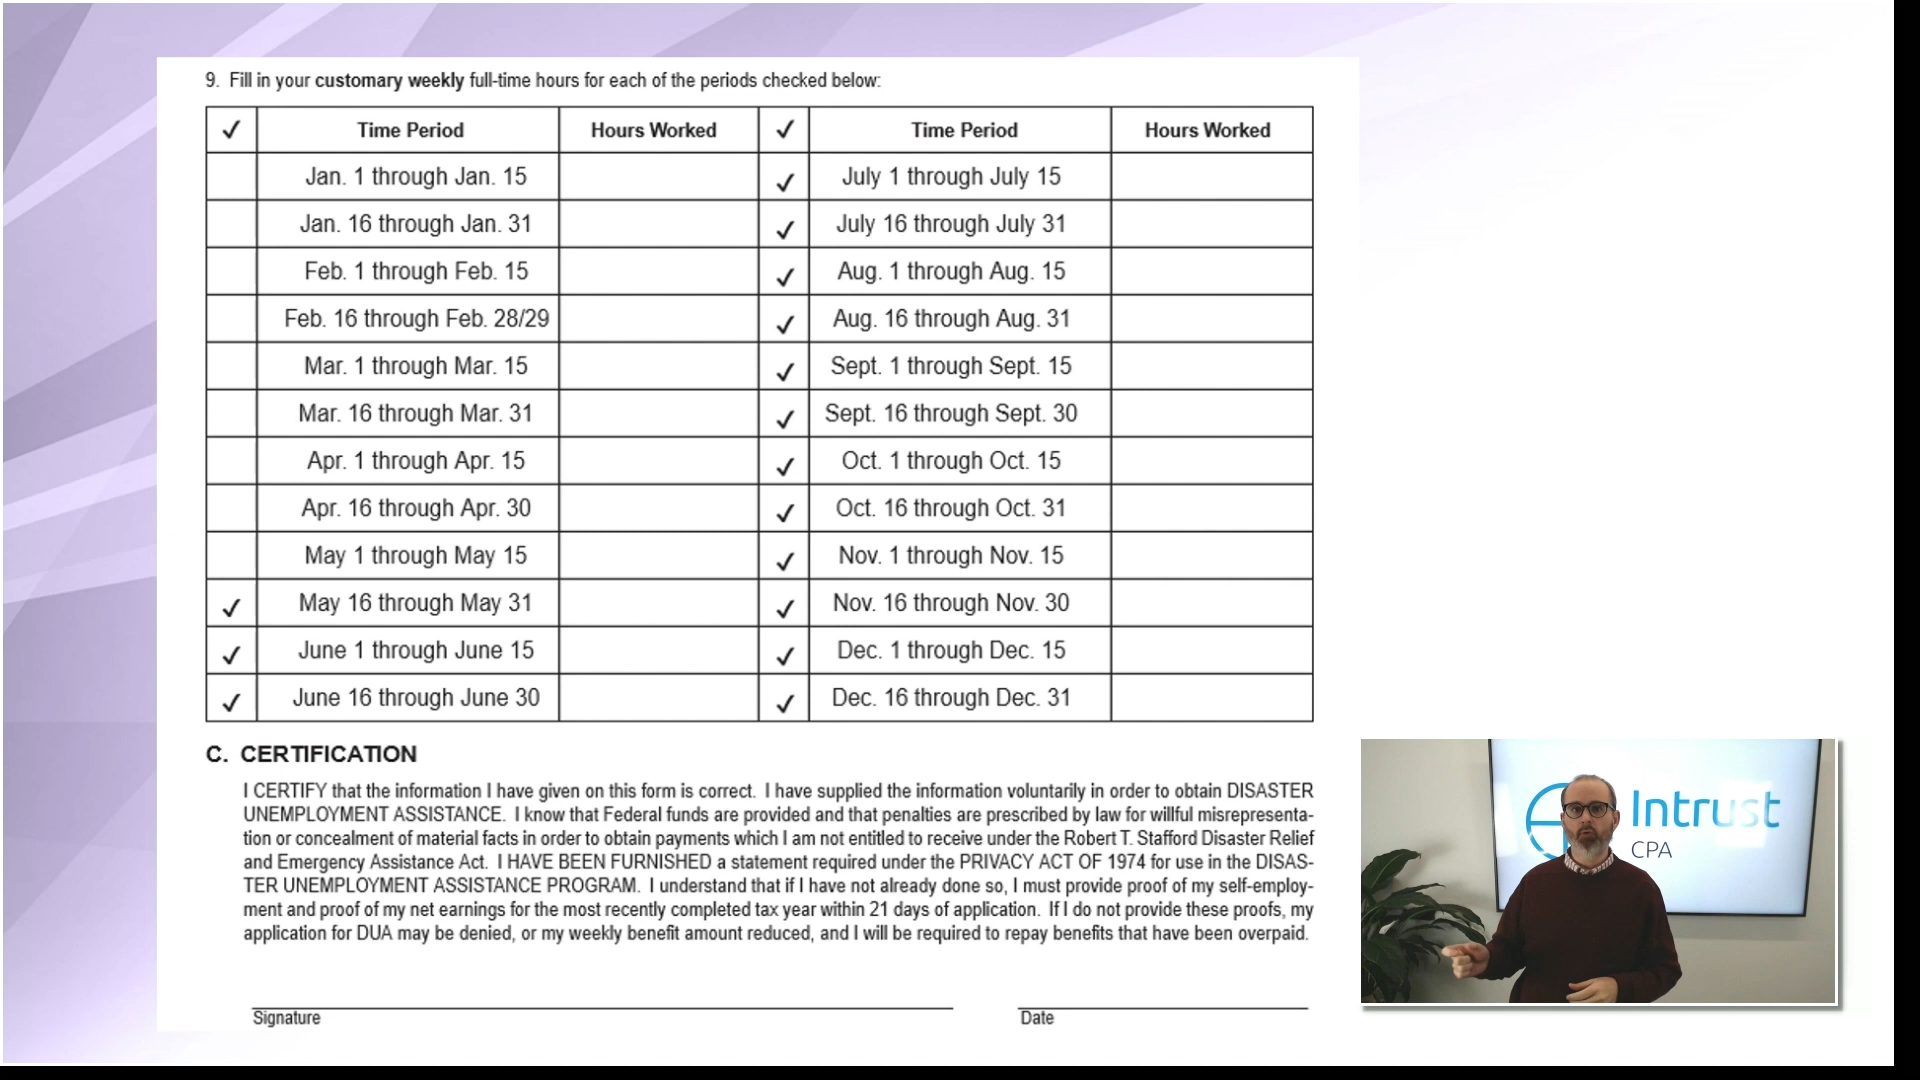 9. Fill in your customary weekly full-time hours for each of the periods checked below:
✓ Time Period Hours Worked ✓ Time Period Hours Worked
Jan. 1 through Jan. 15 ✓ July 1 through July 15
Jan. 16 through Jan. 31 ✓ July 16 through July 31
Feb. 1 through Feb. 15 ✓ Aug. 1 through Aug. 15
Feb. 16 through Feb. 28/29 ✓ Aug. 16 through Aug. 31
Mar. 1 through Mar. 15 ✓ Sept. 1 through Sept. 15
Mar. 16 through Mar. 31 ✓ Sept. 16 through Sept. 30
Apr. 1 through Apr. 15 ✓ Oct. 1 through Oct. 15
Apr. 16 through Apr. 30 ✓ Oct. 16 through Oct. 31
May 1 through May 15 ✓ Nov. 1 through Nov. 15
✓ May 16 through May 31 ✓ Nov. 16 through Nov. 30
✓ June 1 through June 15 ✓ Dec. 1 through Dec. 15
✓ June 16 through June 30 ✓ Dec. 16 through Dec. 31
C. CERTIFICATION
I CERTIFY that the information I have given on this form is correct. I have supplied the information voluntarily in order to obtain DISASTER
UNEMPLOYMENT ASSISTANCE. I know that Federal funds are provided and that penalties are prescribed by law for willful misrepresenta-
tion or concealment of material facts in order to obtain payments which I am not entitled to receive under the Robert T. Stafford Disaster Relief
and Emergency Assistance Act. I HAVE BEEN FURNISHED a statement required under the PRIVACY ACT OF 1974 for use in the DISAS-
TER UNEMPLOYMENT ASSISTANCE PROGRAM. I understand that if I have not already done so, I must provide proof of my self-employ-
ment and proof of my net earnings for the most recently completed tax year within 21 days of application. If I do not provide these proofs, my
application for DUA may be denied, or my weekly benefit amount reduced, and I will be required to repay benefits that have been overpaid.
Signature Date
Intrust
CPA